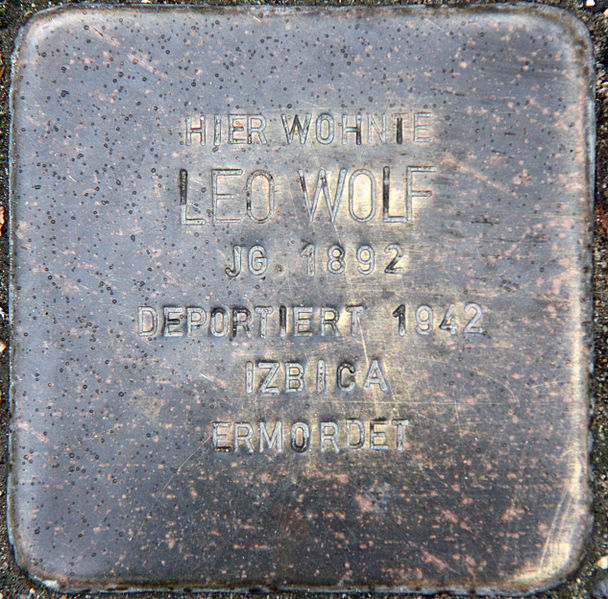 HIER WOHNTE
LEO WOLF
JG. 1892
DEPORTIERT 1942
IZBICA
ERMORDET